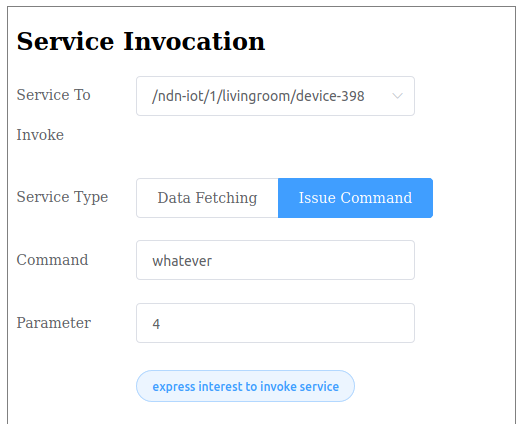 Service Invocation
Service To
/ndn-iot/1/livingroom/device-398
Invoke
Service Type
Data Fetching
Issue Command
Command
whatever
Parameter
4
express interest to invoke service